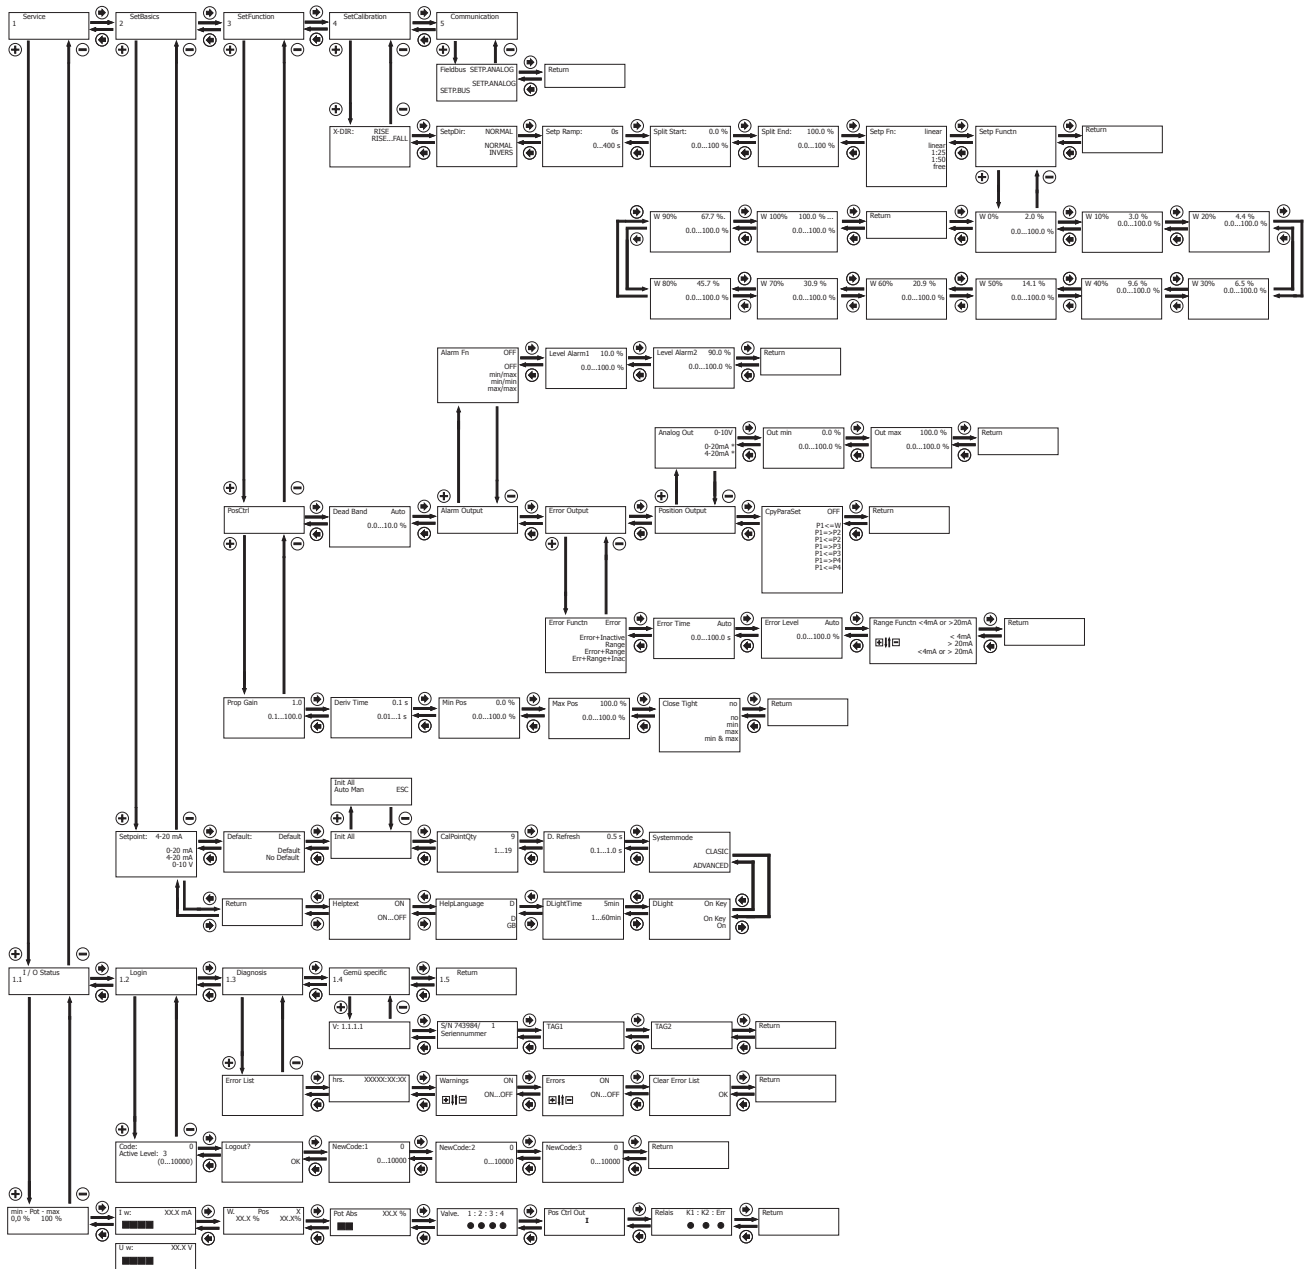 Service
1
SetBasics
2
SetFunction
3
SetCalibration
4
Communication
5
Fieldbus SETP.ANALOG
SETP.ANALOG
SETP.BUS
Return
X-DIR: RISE
RISE...FALL
SetpDir: NORMAL
NORMAL
INVERS
Setp Ramp: 0s
0...400 s
Split Start: 0.0 %
0.0...100 %
Split End: 100.0 %
0.0...100 %
Setp Fn: linear
linear
1:25
1:50
free
Setp Functn
Return
W 90% 67.7 %.
0.0...100.0 %
W 100% 100.0 % ...
0.0...100.0 %
Return
W 0% 2.0 %
0.0...100.0 %
W 10% 3.0 %
0.0...100.0 %
W 20% 4.4 %
0.0...100.0 %
W 80% 45.7 %
0.0...100.0 %
W 70% 30.9 %
0.0...100.0 %
W 60% 20.9 %
0.0...100.0 %
W 50% 14.1 %
0.0...100.0 %
W 40% 9.6 %
0.0...100.0 %
W 30% 6.5 %
0.0...100.0 %
Alarm Fn OFF
OFF
min/max
min/min
max/max
Level Alarm1 10.0 %
0.0...100.0 %
Level Alarm2 90.0 %
0.0...100.0 %
Return
Analog Out 0-10V
0-20mA *
4-20mA *
Out min 0.0 %
0.0...100.0 %
Out max 100.0 %
0.0...100.0 %
Return
PosCtrl
Dead Band Auto
0.0...10.0 %
Alarm Output
Error Output
Position Output
CpyParaSet OFF
P1<=W
P1=>P2
P1<=P2
P1=>P3
P1<=P3
P1=>P4
P1<=P4
Return
Error Functn Error
Error+Inactive
Range
Error+Range
Err+Range+Inac
Error Time Auto
0.0...100.0 s
Error Level Auto
0.0...100.0 %
Range Functn <4mA or >20mA
< 4mA
> 20mA
<4mA or > 20mA
Return
Prop Gain 1.0
0.1...100.0
Deriv Time 0.1 s
0.01...1 s
Min Pos 0.0 %
0.0...100.0 %
Max Pos 100.0 %
0.0...100.0 %
Close Tight no
no
min
max
min & max
Return
Init All
Auto Man ESC
Setpoint: 4-20 mA
0-20 mA
4-20 mA
0-10 V
Default: Default
Default
No Default
Init All
CalPointQty 9
1...19
D. Refresh 0.5 s
0.1...1.0 s
Systemmode
CLASIC
ADVANCED
Return
Helptext ON
ON...OFF
HelpLanguage D
D
GB
DLightTime 5min
1...60min
DLight On Key
On Key
On
I / O Status
1.1
Login
1.2
Diagnosis
1.3
Gemü specific
1.4
Return
1.5
V: 1.1.1.1
S/N 743984/ 1
Seriennummer
TAG1
TAG2
Return
Error List
hrs. XXXXX:XX:XX
Warnings ON
ON...OFF
Errors ON
ON...OFF
Clear Error List
OK
Return
Code: 0
Active Level: 3
(0...10000)
Logout?
OK
NewCode:1 0
0...10000
NewCode:2 0
0...10000
NewCode:3 0
0...10000
Return
min - Pot - max
0,0 % 100 %
I w: XX.X mA
W. Pos X
XX.X % XX.X%
Pot Abs XX.X %
Valve. 1 : 2 : 3 : 4
Pos Ctrl Out
I
Relais K1 : K2 : Err
Return
U w: XX.X V